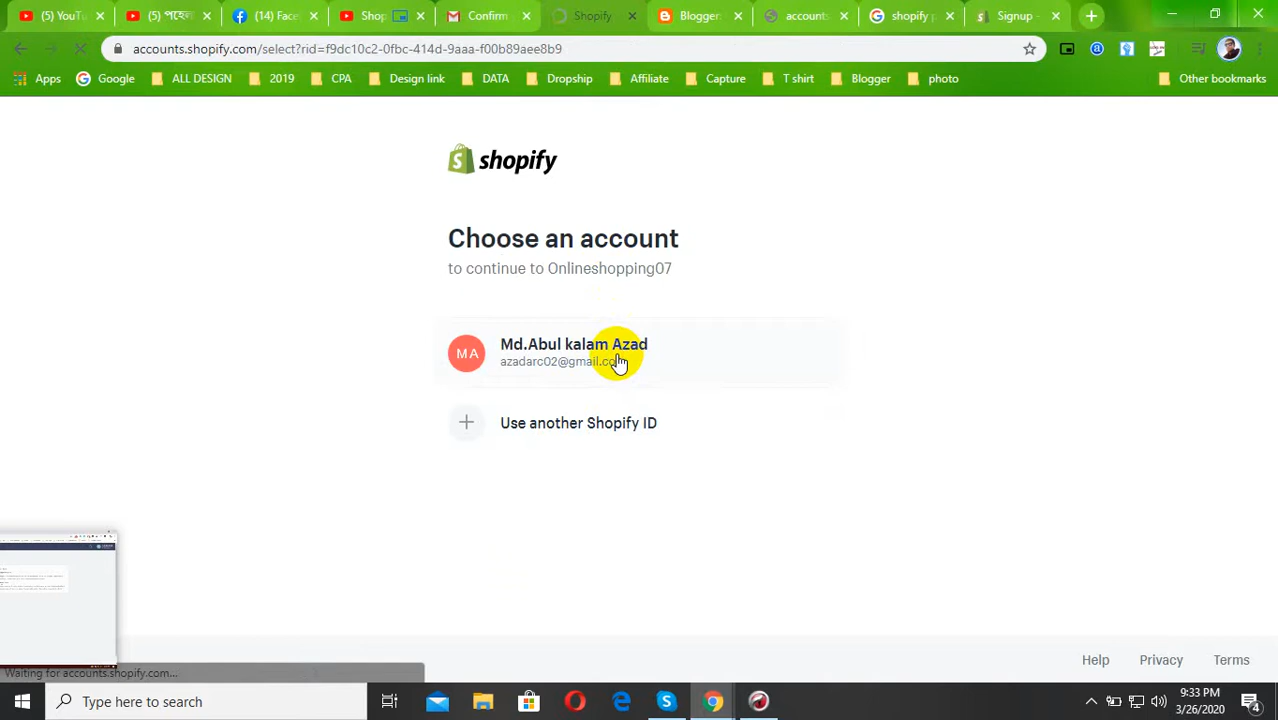 (5) YouTu
(5) পহেল
(14) Face
Shop
Confirm
Shopify
Blogger
accounts
shopify p
Signup -
accounts.shopify.com/select?rid=f9dc10c2-0fbc-414d-9aaa-f00b89aee8b9
Apps
Google
ALL DESIGN
2019
CPA
Design link
DATA
Dropship
Affiliate
Capture
T shirt
Blogger
photo
Other bookmarks
shopify
Choose an account
to continue to Onlineshopping07
MA
Md.Abul kalam Azad
azadarc02@gmail.co
Use another Shopify ID
Help
Privacy
Terms
Waiting for accounts.shopify.com...
Type here to search
9:33 PM
3/26/2020
4